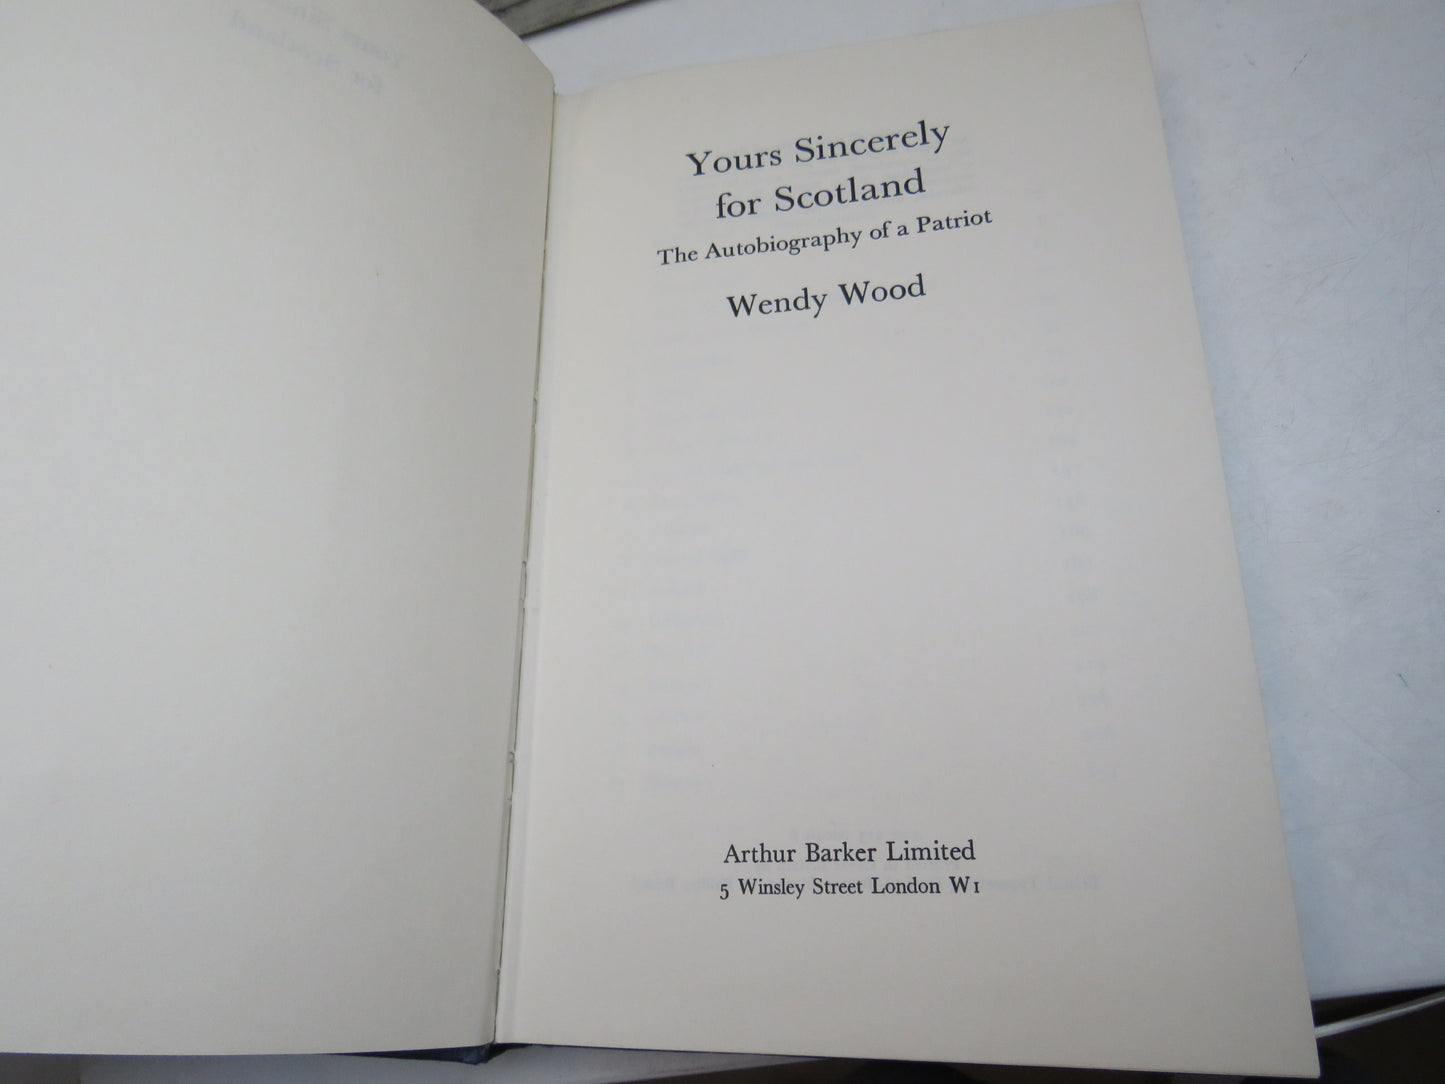 Yours Sincerely
for Scotland
The Autobiography of a Patriot
Wendy Wood
Arthur Barker Limited
5 Winsley Street London W1